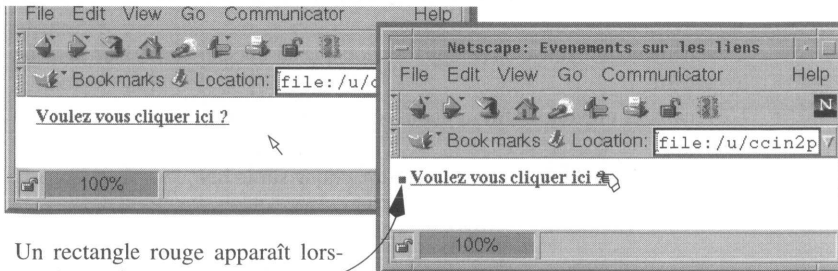 File Edit View Go Communicator Help
Bookmarks Location: file:/u/c
Voulez vous cliquer ici ?
100%
Netscape: Evenements sur les liens
File Edit View Go Communicator Help
N
Bookmarks Location: file:/u/ccin2p
Voulez vous cliquer ici ?
100%
Un rectangle rouge apparaît lors-